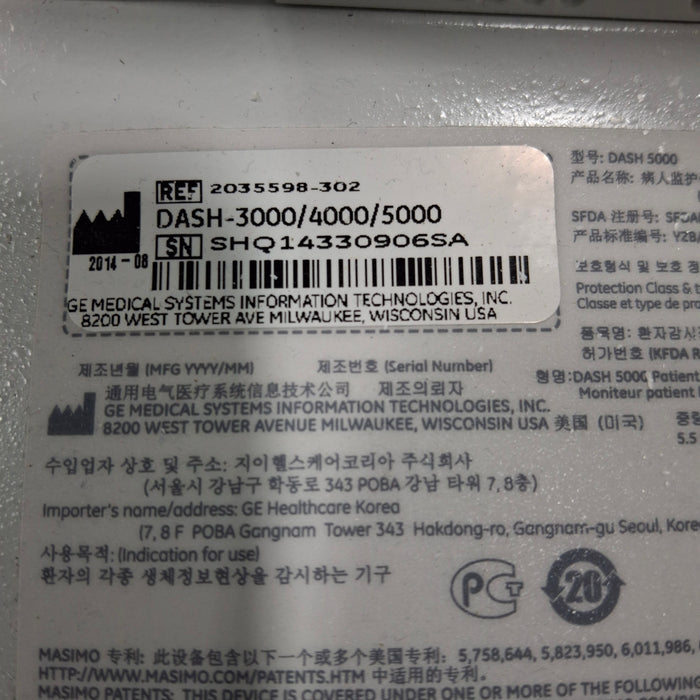 REF 2035598-302
DASH-3000/4000/5000
SN SHQ14330906SA
2014-08
GE MEDICAL SYSTEMS INFORMATION TECHNOLOGIES, INC.
8200 WEST TOWER AVE MILWAUKEE, WISCONSIN USA
型号: DASH 5000
产品名称: 病人监护
SFDA 注册号:
产品标准编号:
보호형식 및 보호 정
Protection Class &
Classe et type de
품목명: 환자감시
허가번호 (KFDA
제조년월 (MFG YYYY/MM) 제조번호 (Serial Number)
형명:DASH 5000 Patient
Moniteur patient
通用电气医疗系统信息技术公司 제조의뢰자
GE MEDICAL SYSTEMS INFORMATION TECHNOLOGIES, INC.
8200 WEST TOWER AVENUE MILWAUKEE, WISCONSIN USA 美国 (미국)
5.5
수입업자 상호 및 주소: 지이헬스케어코리아 주식회사
(서울시 강남구 학동로 343 POBA 강남 타워 7, 8층)
Importer's name/address: GE Healthcare Korea
(7, 8 F POBA Gangnam Tower 343 Hakdong-ro, Gangnam-gu Seoul,
사용목적: (Indication for use)
환자의 각종 생체정보현상을 감시하는 기구
PCT
20
MASIMO 专利: 此设备包含以下一个或多个美国专利: 5,758,644, 5,823,950, 6,011,986,
HTTP://WWW.MASIMO.COM/PATENTS.HTM 中适用的专利。
MASIMO PATENTS: THIS DEVICE IS COVERED UNDER ONE OR MORE OF THE FOLLOWING